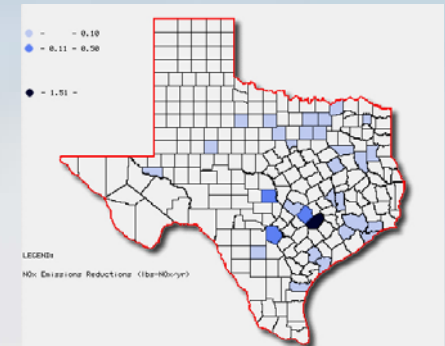 -     - 0.10
- 0.11 - 0.50
- 1.51 -
LEGEND:
NOx Emissions Reductions (lbs-NOx-yr)